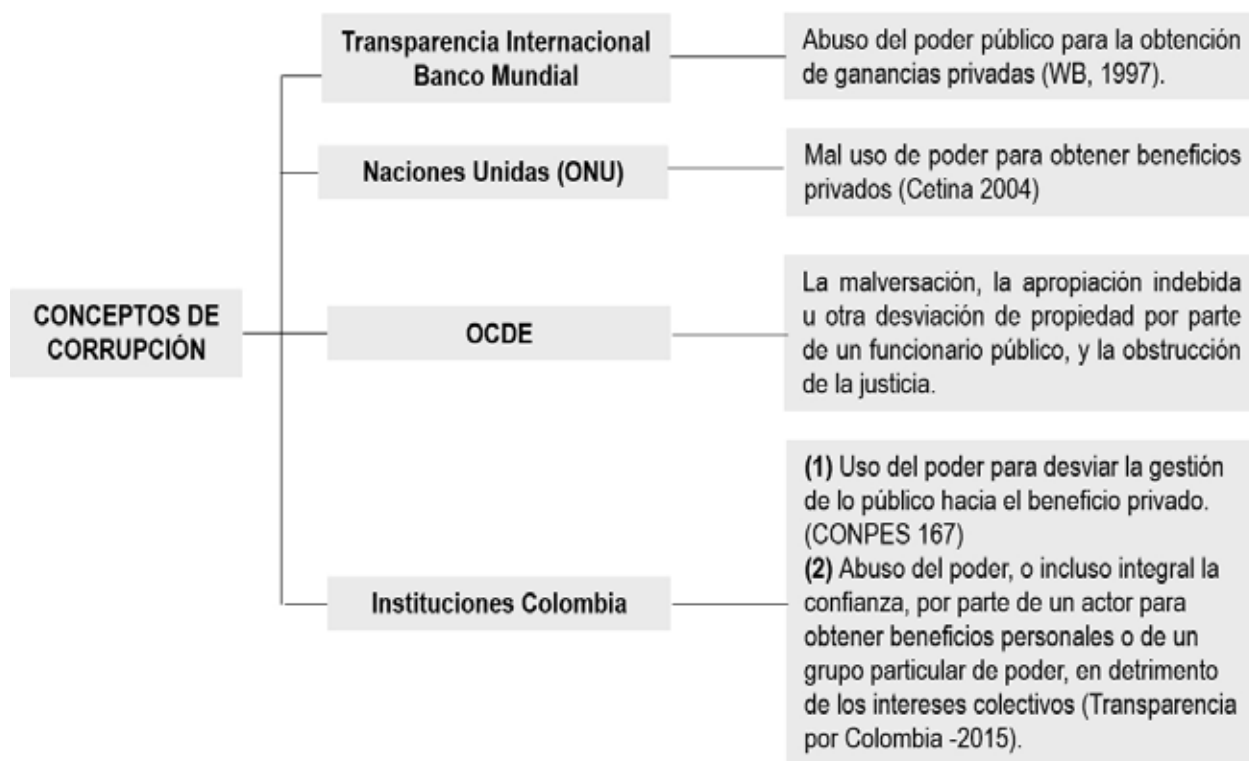 CONCEPTOS DE
CORRUPCIÓN
Transparencia Internacional
Banco Mundial
Abuso del poder público para la obtención
de ganancias privadas (WB, 1997).
Naciones Unidas (ONU)
Mal uso de poder para obtener beneficios
privados (Cetina 2004)
OCDE
La malversación, la apropiación indebida
u otra desviación de propiedad por parte
de un funcionario público, y la obstrucción
de la justicia.
Instituciones Colombia
(1) Uso del poder para desviar la gestión
de lo público hacia el beneficio privado.
(CONPES 167)
(2) Abuso del poder, o incluso integral la
confianza, por parte de un actor para
obtener beneficios personales o de un
grupo particular de poder, en detrimento
de los intereses colectivos (Transparencia
por Colombia -2015).